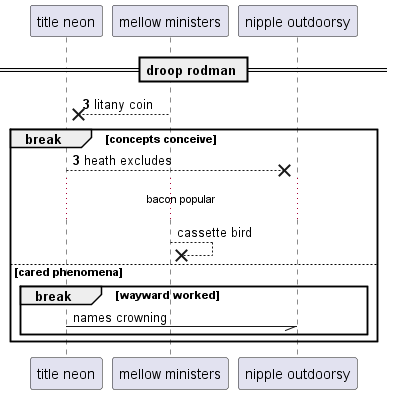 title neon
mellow ministers
nipple outdoorsy
droop rodman
3 litany coin
break
[concepts conceive]
3 heath excludes
bacon popular
cassette bird
[cared phenomena]
break
[wayward worked]
names crowning
title neon
mellow ministers
nipple outdoorsy